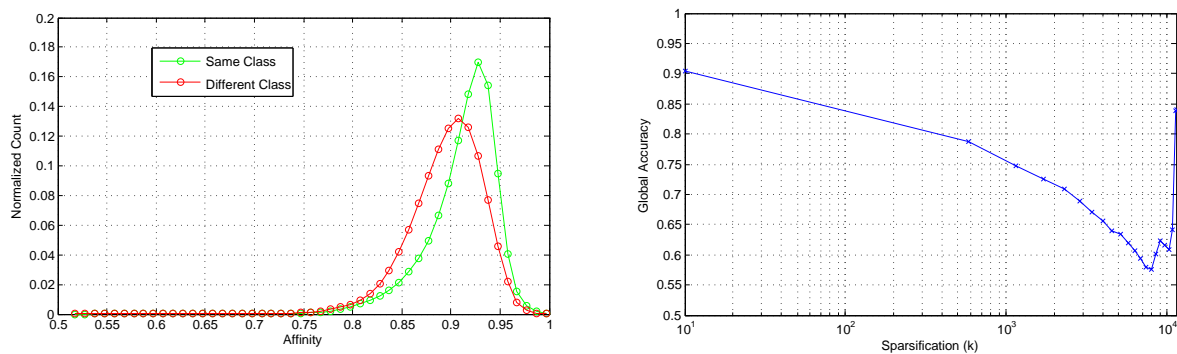 0.2
0.18
0.16
0.14
0.12
0.1
0.08
0.06
0.04
0.02
0
Normalized Count
Same Class
Different Class
0.5 0.55 0.6 0.65 0.7 0.75 0.8 0.85 0.9 0.95 1
Affinity
1
0.95
0.9
0.85
0.8
0.75
0.7
0.65
0.6
0.55
0.5
Global Accuracy
10^1 10^2 10^3 10^4
Sparsification (k)